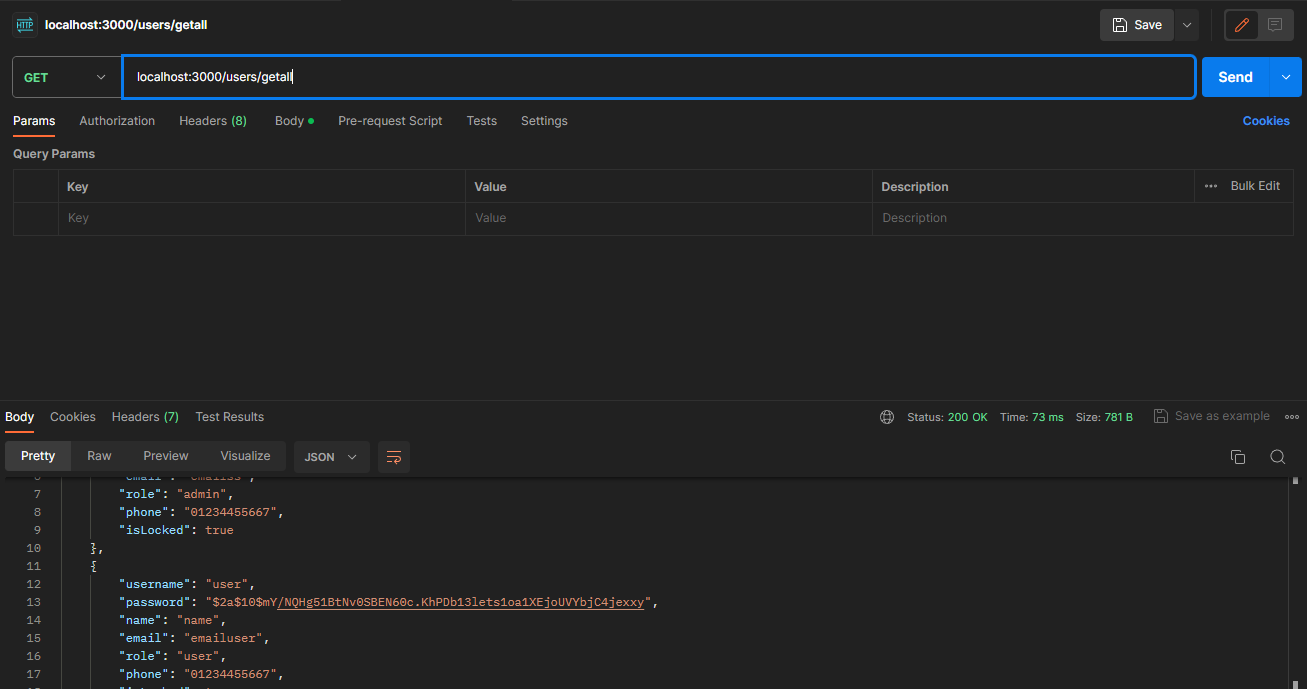 HTTP localhost:3000/users/getall Save
GET localhost:3000/users/getall Send
Params Authorization Headers (8) Body Pre-request Script Tests Settings Cookies
Query Params
Key Value Description Bulk Edit
Key Value Description
Body Cookies Headers (7) Test Results Status: 200 OK Time: 73 ms Size: 781 B Save as example
Pretty Raw Preview Visualize JSON
7 "role": "admin",
8 "phone": "01234455667",
9 "isLocked": true
10 },
11 {
12 "username": "user",
13 "password": "$2a$10$mY/NQHg51BtNv0SBEN60c.KhPDb13lets1oa1XEjoUVYbjC4jexxy",
14 "name": "name",
15 "email": "emailuser",
16 "role": "user",
17 "phone": "01234455667",